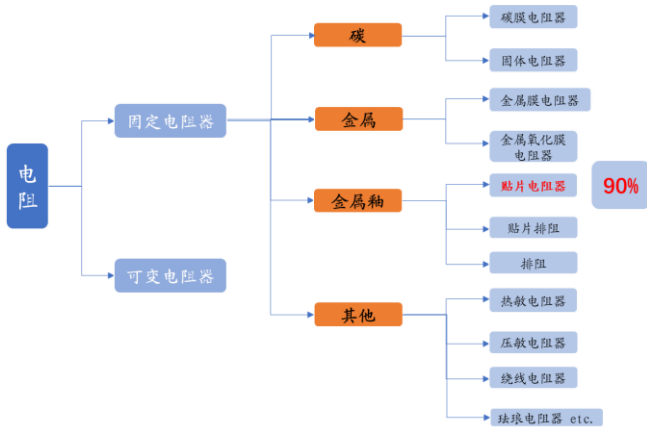 电
阻
固定电阻器
可变电阻器
碳
金属
金属釉
其他
碳膜电阻器
固体电阻器
金属膜电阻器
金属氧化膜
电阻器
贴片电阻器
90%
贴片排阻
排阻
热敏电阻器
压敏电阻器
绕线电阻器
珐琅电阻器 etc.